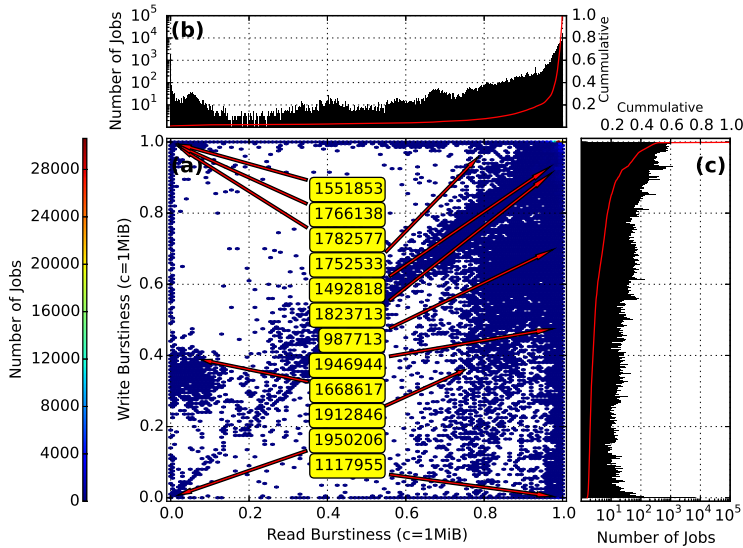 10^5
10^4
10^3
10^2
10^1
Number of Jobs
(b)
1.0
0.8
0.6
0.4
0.2
Cummulative
Cummulative
0.2 0.4 0.6 0.8 1.0
28000
24000
20000
16000
12000
8000
4000
0
Number of Jobs
1.0
0.8
0.6
0.4
0.2
0.0
Write Burstiness (c=1MiB)
(a)
1551853
1766138
1782577
1752533
1492818
1823713
987713
1946944
1668617
1912846
1950206
1117955
0.0 0.2 0.4 0.6 0.8 1.0
Read Burstiness (c=1MiB)
(c)
10^1 10^2 10^3 10^4 10^5
Number of Jobs